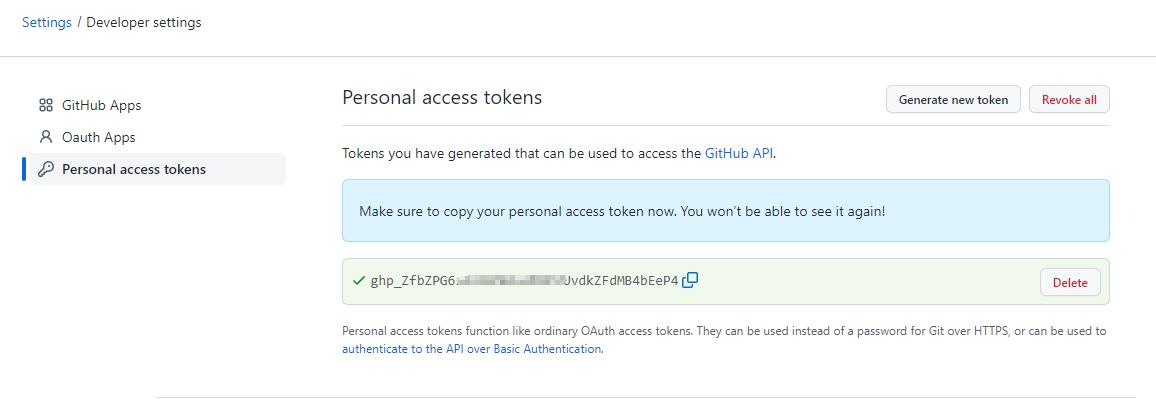 Settings / Developer settings
GitHub Apps
Oauth Apps
Personal access tokens
Personal access tokens
Generate new token
Revoke all
Tokens you have generated that can be used to access the GitHub API.
Make sure to copy your personal access token now. You won't be able to see it again!
Delete
Personal access tokens function like ordinary OAuth access tokens. They can be used instead of a password for Git over HTTPS, or can be used to
authenticate to the API over Basic Authentication.